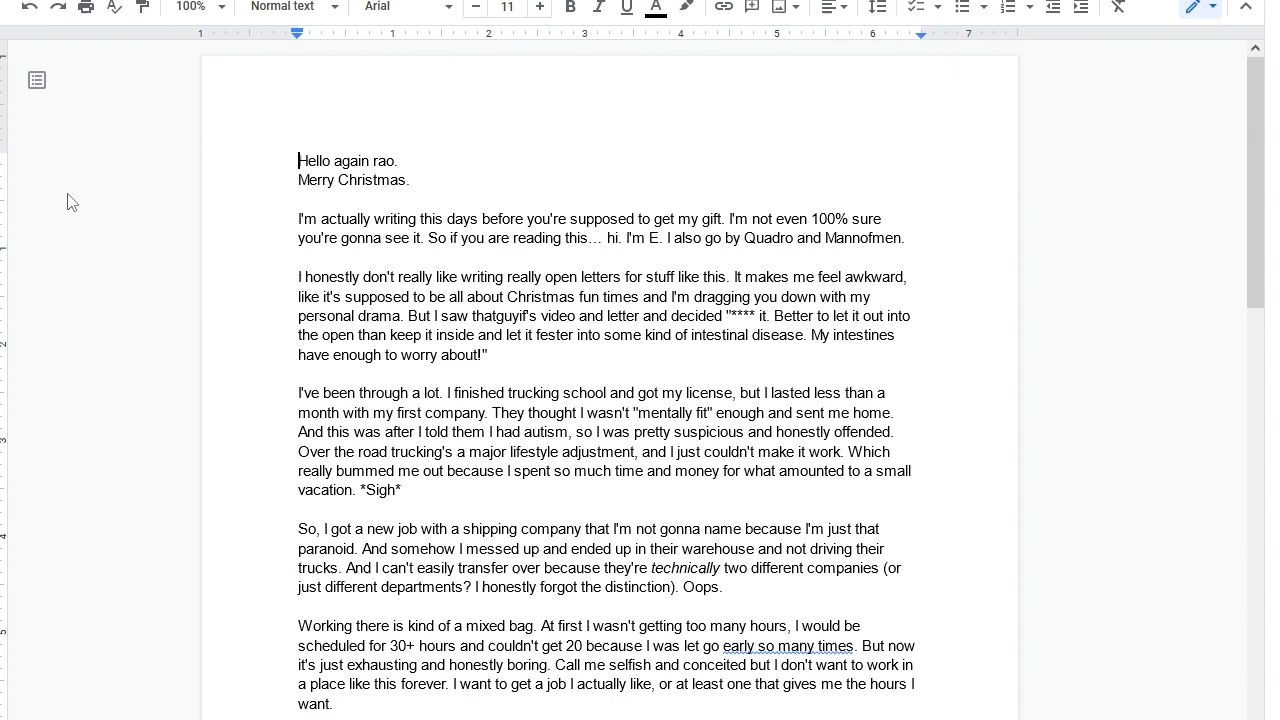 100% Normal text Arial 11
1 1 2 3 4 5 6 7
Hello again rao.
Merry Christmas.
I'm actually writing this days before you're supposed to get my gift. I'm not even 100% sure
you're gonna see it. So if you are reading this… hi. I'm E. I also go by Quadro and Mannofmen.
I honestly don't really like writing really open letters for stuff like this. It makes me feel awkward,
like it's supposed to be all about Christmas fun times and I'm dragging you down with my
personal drama. But I saw thatguyif's video and letter and decided "**** it. Better to let it out into
the open than keep it inside and let it fester into some kind of intestinal disease. My intestines
have enough to worry about!"
I've been through a lot. I finished trucking school and got my license, but I lasted less than a
month with my first company. They thought I wasn't "mentally fit" enough and sent me home.
And this was after I told them I had autism, so I was pretty suspicious and honestly offended.
Over the road trucking's a major lifestyle adjustment, and I just couldn't make it work. Which
really bummed me out because I spent so much time and money for what amounted to a small
vacation. *Sigh*
So, I got a new job with a shipping company that I'm not gonna name because I'm just that
paranoid. And somehow I messed up and ended up in their warehouse and not driving their
trucks. And I can't easily transfer over because they're technically two different companies (or
just different departments? I honestly forgot the distinction). Oops.
Working there is kind of a mixed bag. At first I wasn't getting too many hours, I would be
scheduled for 30+ hours and couldn't get 20 because I was let go early so many times. But now
it's just exhausting and honestly boring. Call me selfish and conceited but I don't want to work in
a place like this forever. I want to get a job I actually like, or at least one that gives me the hours I
want.